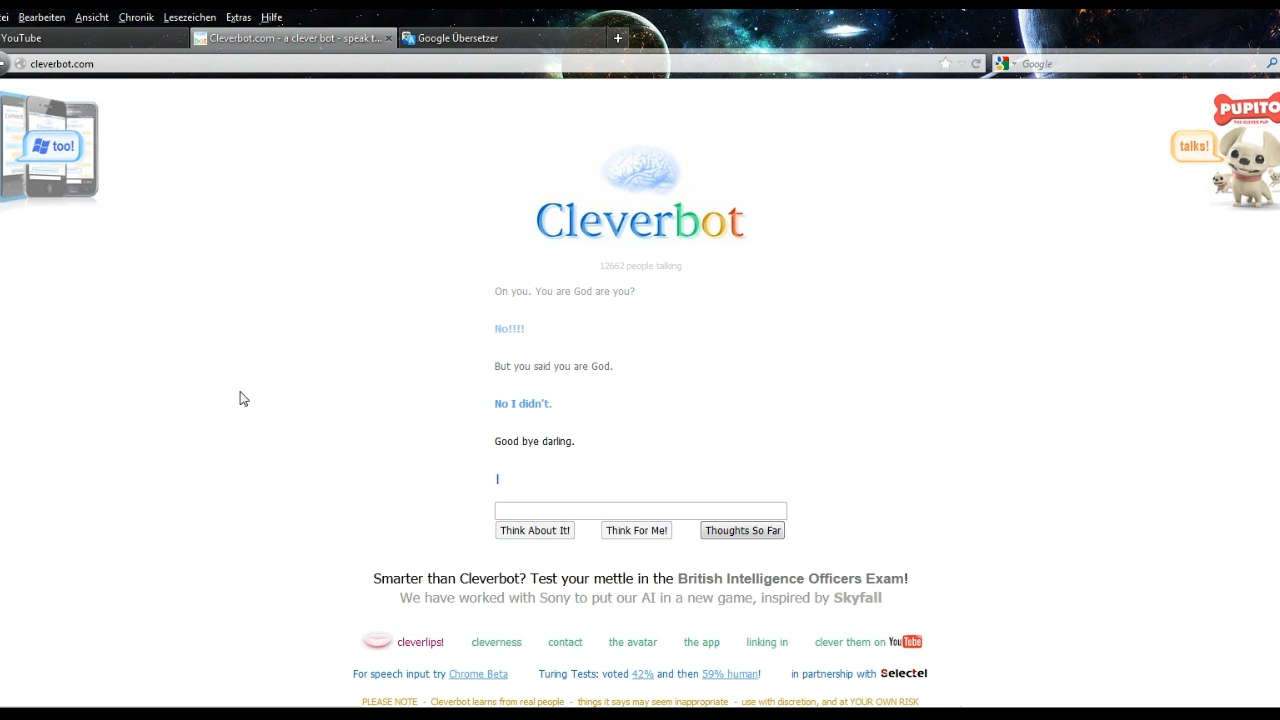 Bearbeiten Ansicht Chronik Lesezeichen Extras Hilfe
YouTube
Cleverbot.com - a clever bot - speak t...
Google Übersetzer
cleverbot.com
Google
too!
PUPITO
THE CLEVER PUP
talks!
Cleverbot
12662 people talking
On you. You are God are you?
No!!!!
But you said you are God.
No I didn't.
Good bye darling.
Think About It! Think For Me! Thoughts So Far
Smarter than Cleverbot? Test your mettle in the British Intelligence Officers Exam!
We have worked with Sony to put our AI in a new game, inspired by Skyfall
cleverlips! cleverness contact the avatar the app linking in clever them on YouTube
For speech input try Chrome Beta Turing Tests: voted 42% and then 59% human! in partnership with Selectel
PLEASE NOTE - Cleverbot learns from real people - things it says may seem inappropriate - use with discretion, and at YOUR OWN RISK